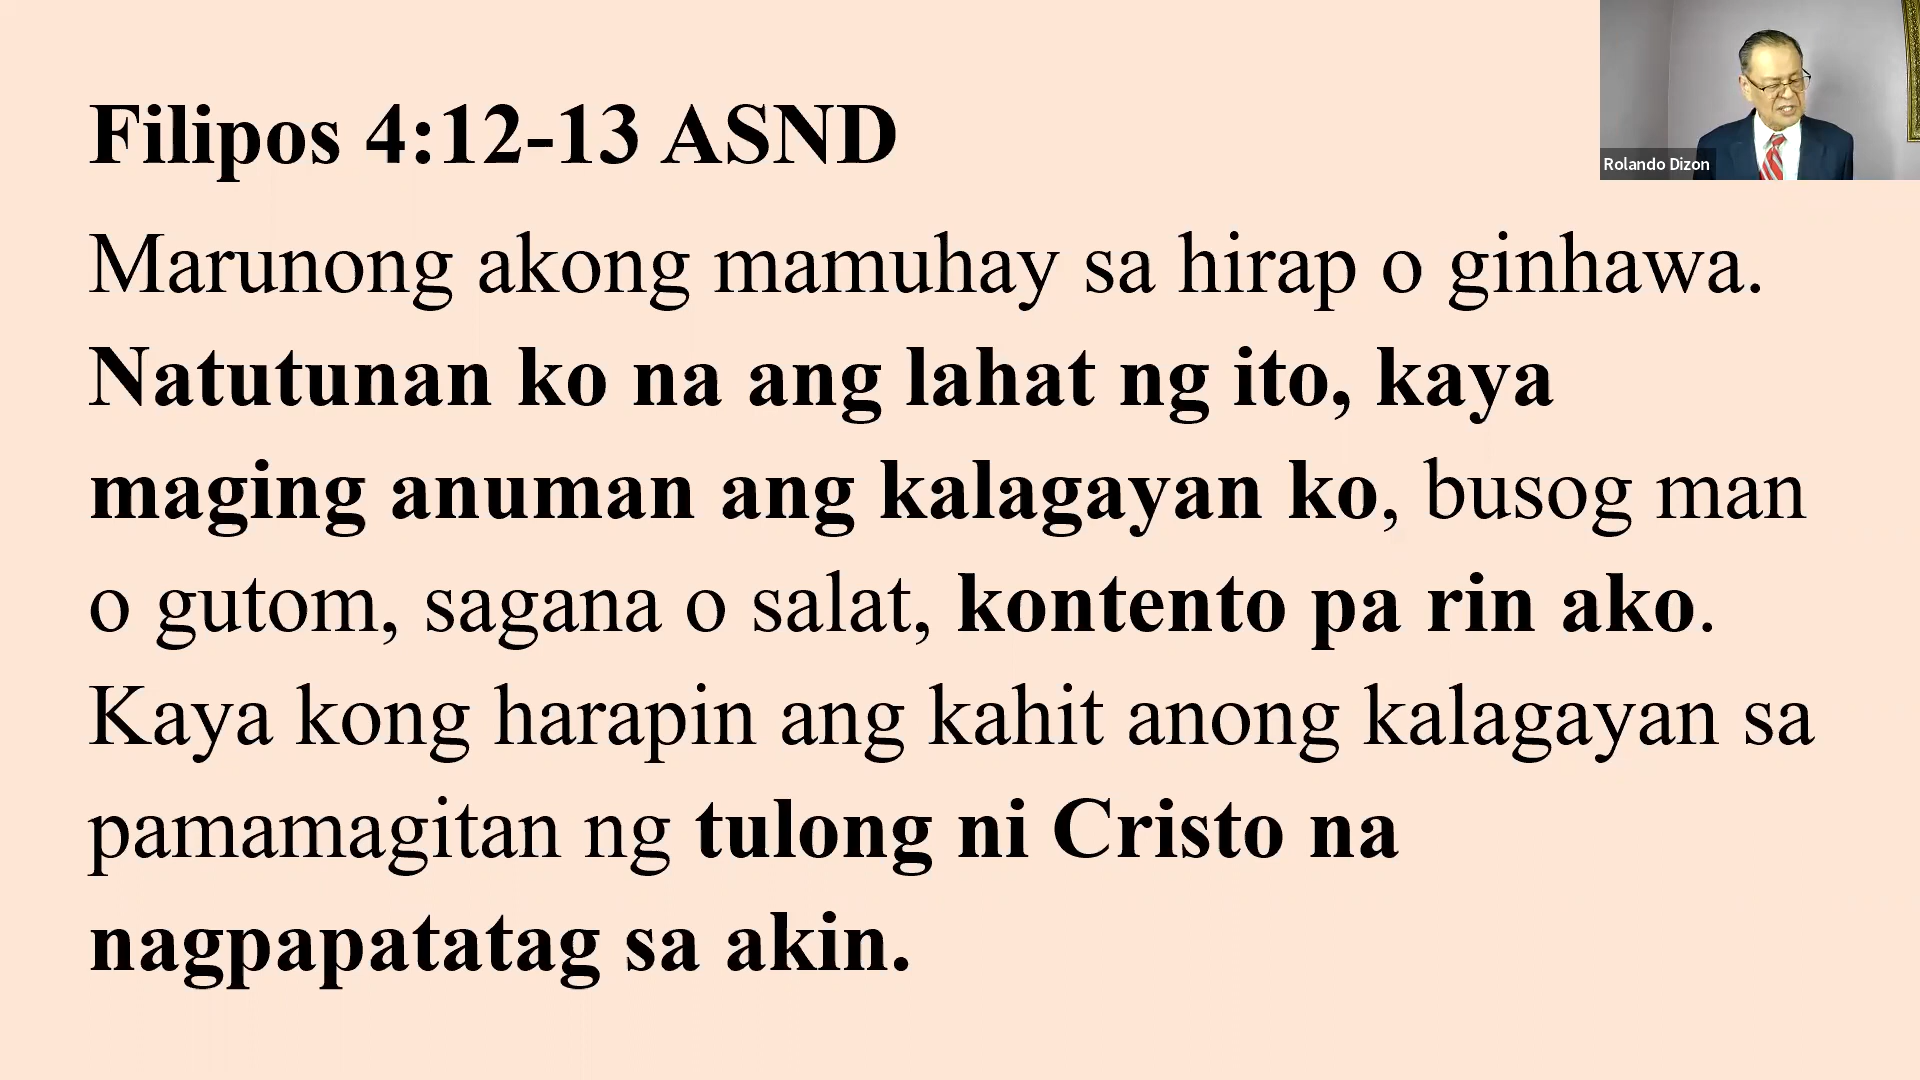 Filipos 4:12-13 ASND
Rolando Dizon
Marunong akong mamuhay sa hirap o ginhawa.
Natutunan ko na ang lahat ng ito, kaya
maging anuman ang kalagayan ko, busog man
o gutom, sagana o salat, kontento pa rin ako.
Kaya kong harapin ang kahit anong kalagayan sa
pamamagitan ng tulong ni Cristo na
nagpapatatag sa akin.